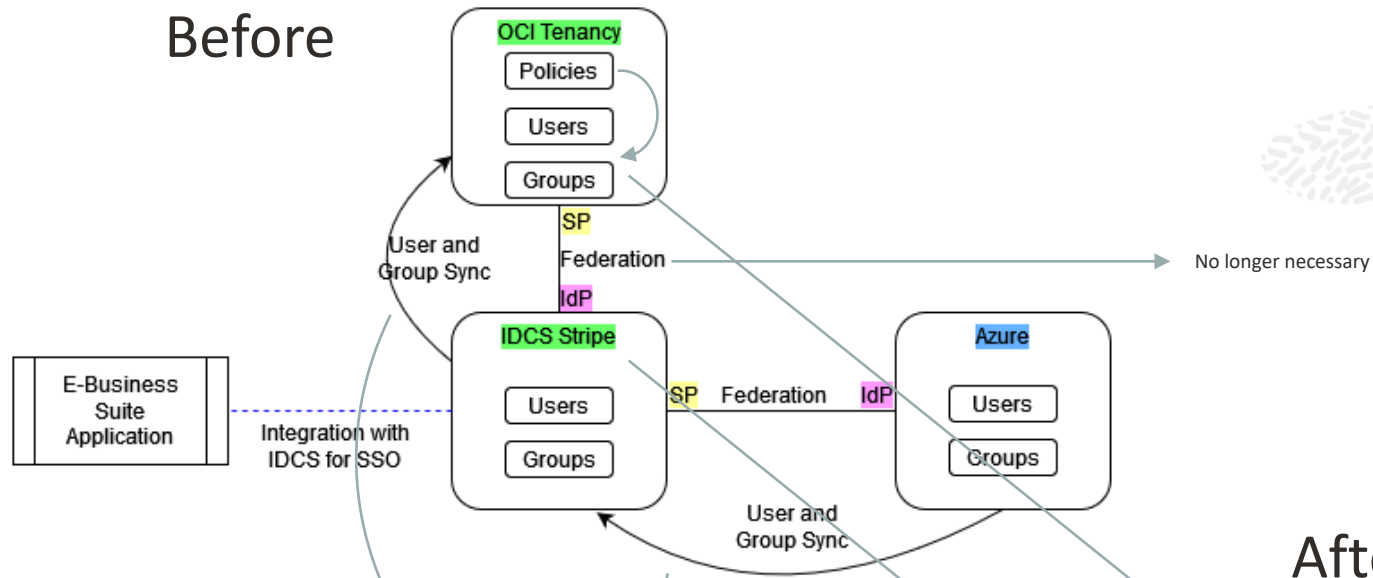 Before
OCI Tenancy
Policies
Users
Groups
SP
User and
Group Sync
Federation
No longer necessary
IdP
IDCS Stripe
Azure
E-Business
Suite
Application
Users
SP
Federation
IdP
Users
Integration with
IDCS for SSO
Groups
Groups
User and
Group Sync